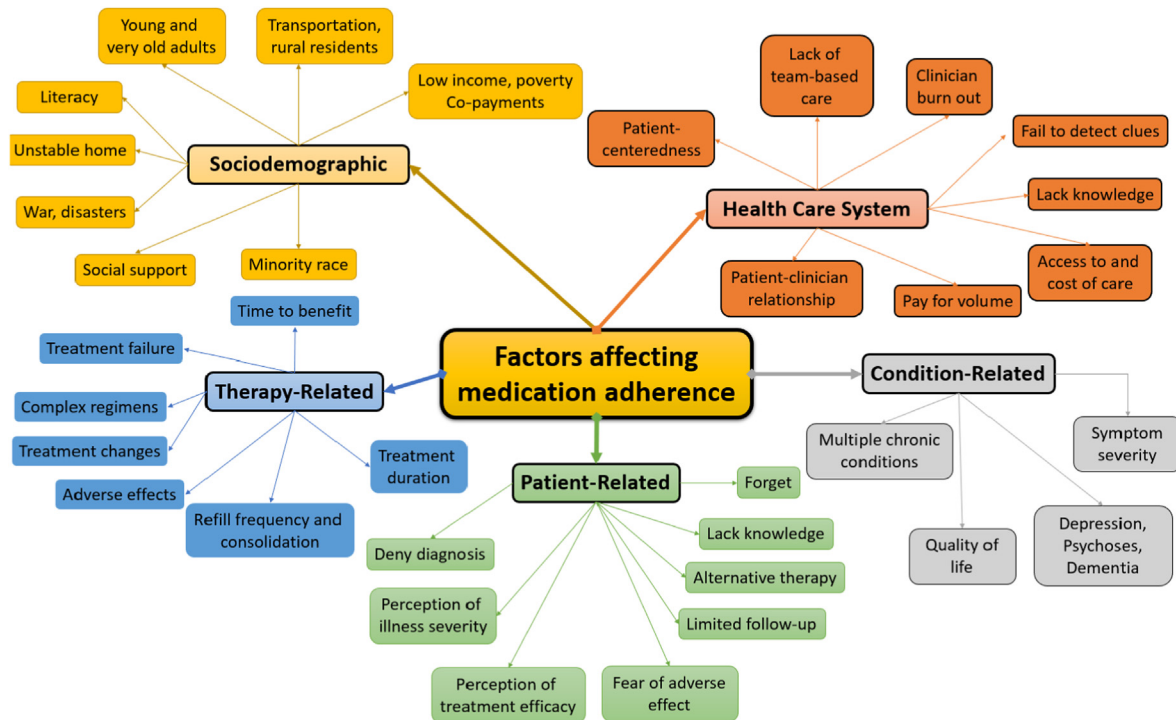 Young and
very old adults
Transportation,
rural residents
Low income, poverty
Co-payments
Literacy
Unstable home
War, disasters
Social support
Minority race
Sociodemographic
Lack of
team-based
care
Clinician
burn out
Patient-
centeredness
Fail to detect clues
Lack knowledge
Access to and
cost of care
Pay for volume
Patient-clinician
relationship
Health Care System
Factors affecting
medication adherence
Time to benefit
Treatment failure
Therapy-Related
Complex regimens
Treatment changes
Adverse effects
Refill frequency and
consolidation
Treatment
duration
Condition-Related
Multiple chronic
conditions
Symptom
severity
Quality of
life
Depression,
Psychoses,
Dementia
Patient-Related
Forget
Deny diagnosis
Lack knowledge
Alternative therapy
Perception of
illness severity
Limited follow-up
Perception of
treatment efficacy
Fear of adverse
effect